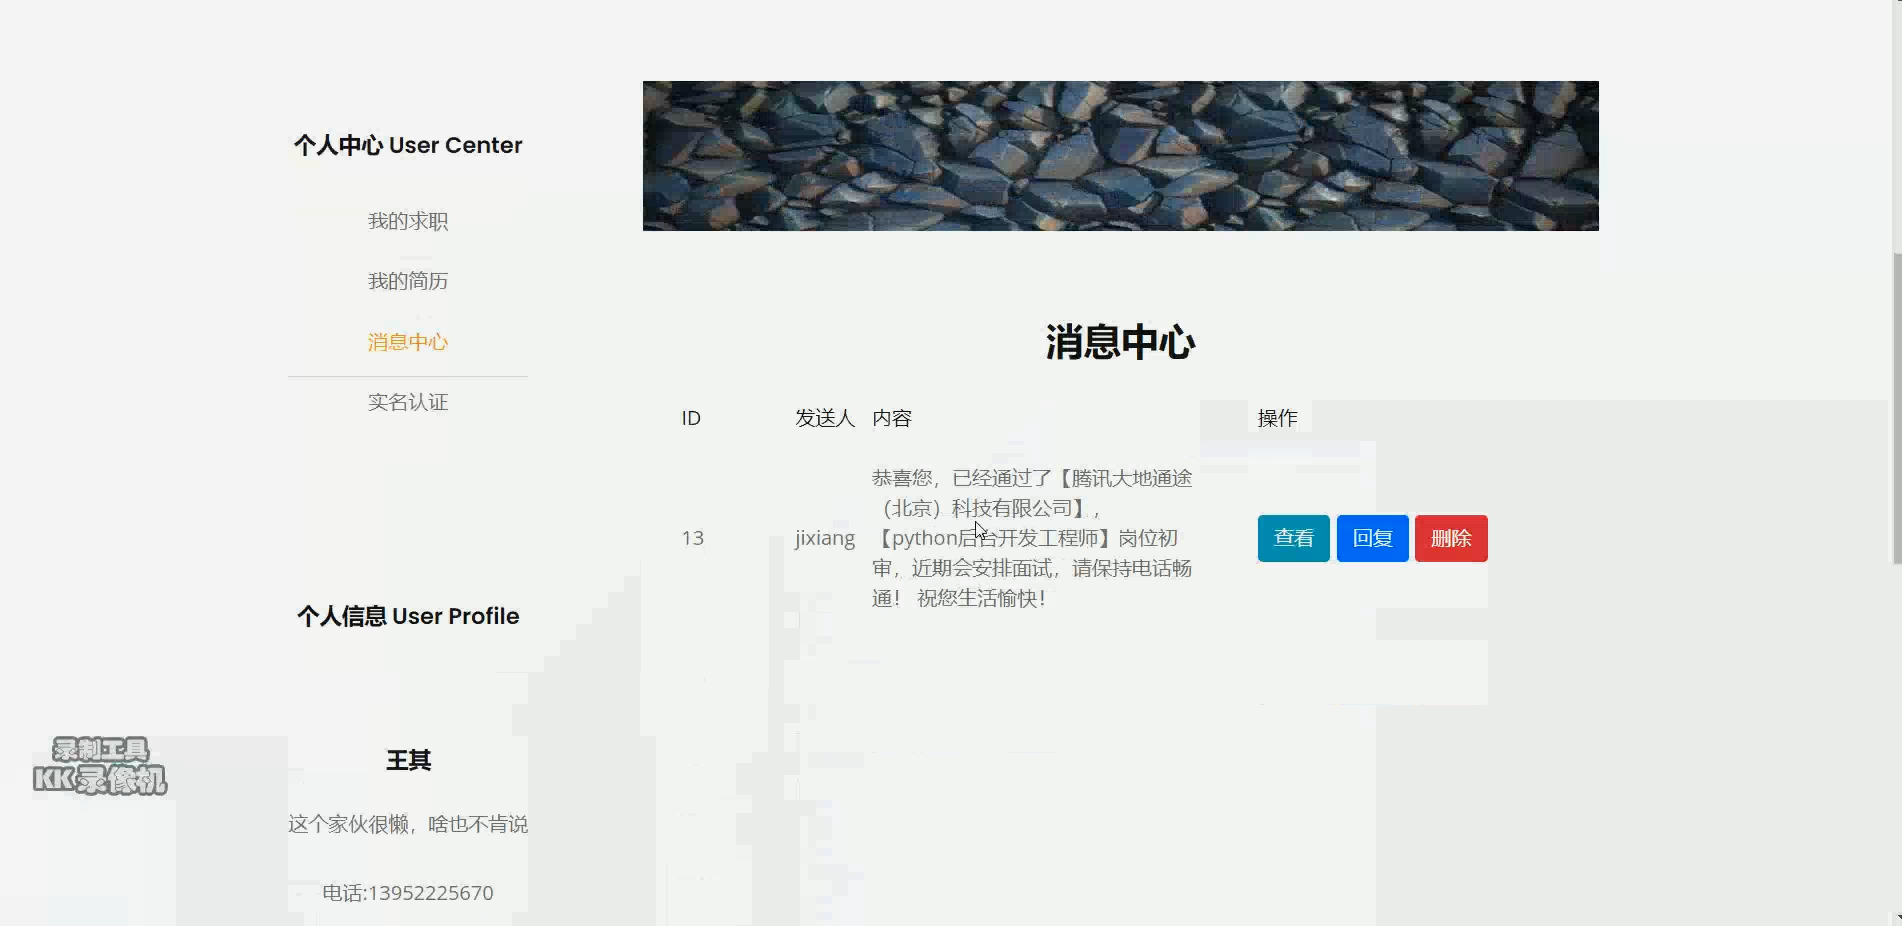 个人中心 User Center
我的求职
我的简历
消息中心
实名认证
个人信息 User Profile
王其
这个家伙很懒，啥也不肯说
电话:13952225670
消息中心
ID 发送人 内容 操作
13 jixiang
恭喜您，已经通过了【腾讯大地通途
（北京）科技有限公司】，
【python后台开发工程师】岗位初
审，近期会安排面试，请保持电话畅
通！ 祝您生活愉快！
查看 回复 删除
录制工具
KK录像机